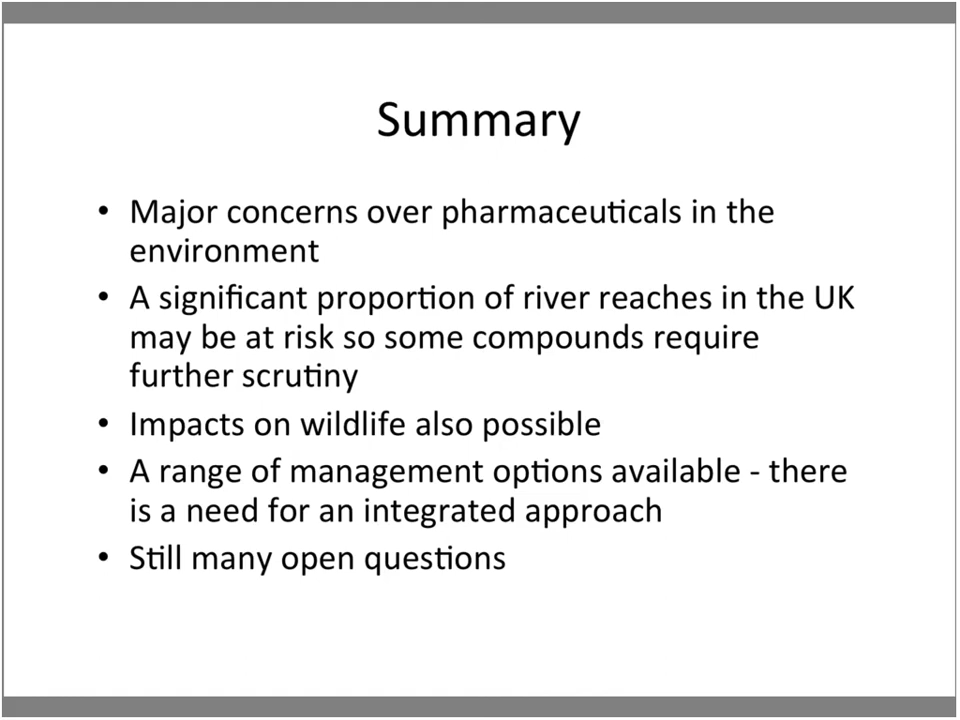 Summary
• Major concerns over pharmaceuticals in the
environment
• A significant proportion of river reaches in the UK
may be at risk so some compounds require
further scrutiny
• Impacts on wildlife also possible
• A range of management options available - there
is a need for an integrated approach
• Still many open questions